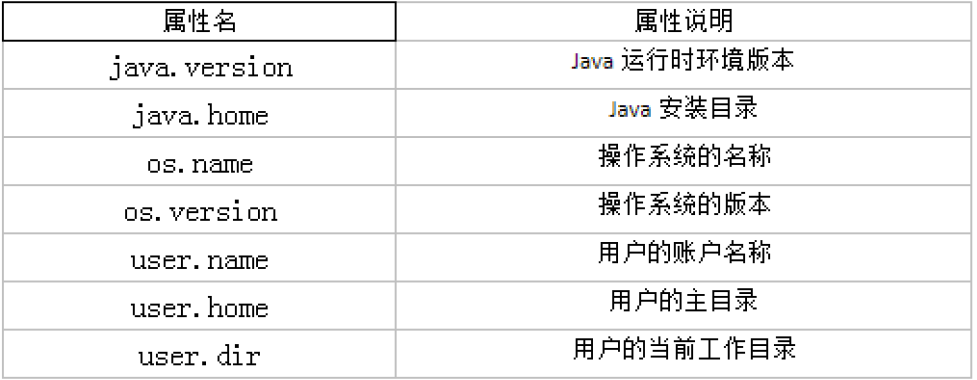 属性名 属性说明
java.version Java 运行时环境版本
java.home Java 安装目录
os.name 操作系统的名称
os.version 操作系统的版本
user.name 用户的账户名称
user.home 用户的主目录
user.dir 用户的当前工作目录